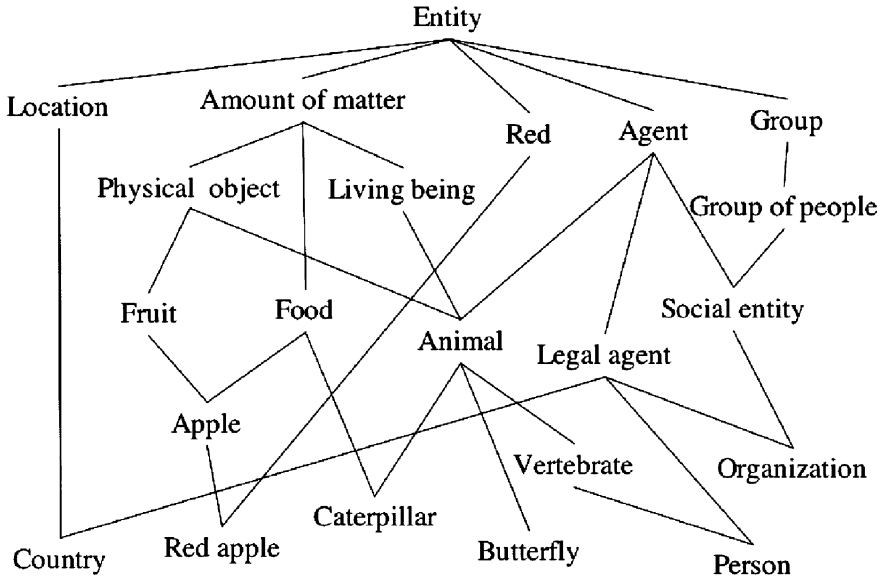 Entity
Location
Amount of matter
Red
Agent
Group
Physical object
Living being
Group of people
Fruit
Food
Animal
Legal agent
Social entity
Apple
Vertebrate
Organization
Country
Red apple
Caterpillar
Butterfly
Person